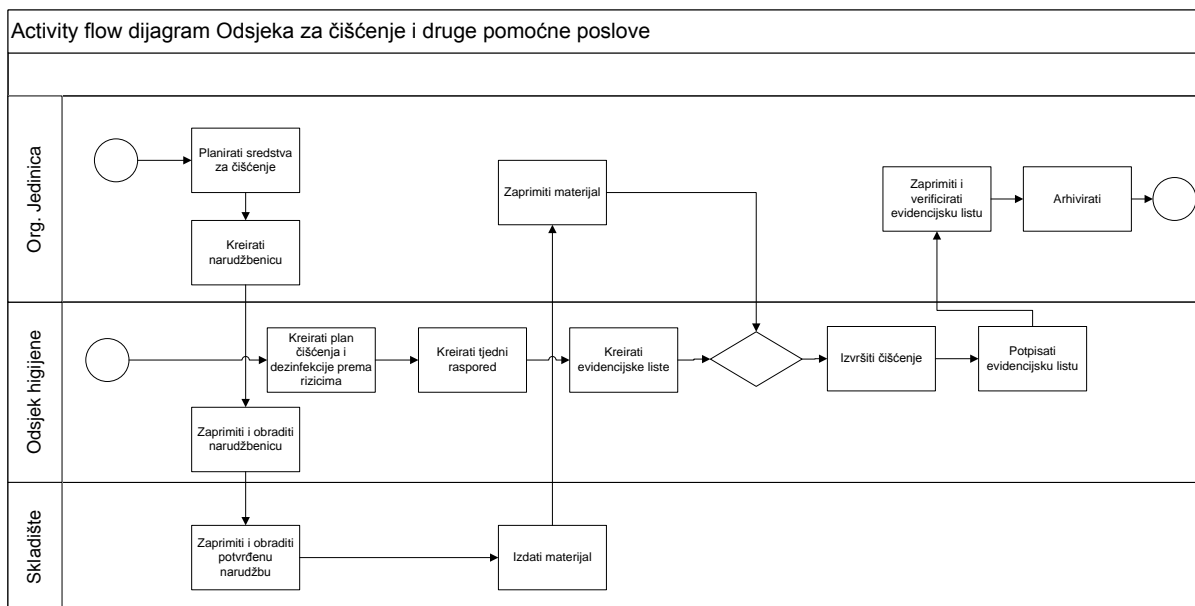 Activity flow dijagram Odsjeka za čišćenje i druge pomoćne poslove
Org. Jedinica
Planirati sredstva
za čišćenje
Kreirati
narudžbenicu
Zaprimiti materijal
Zaprimiti i
verificirati
evidencijsku listu
Arhivirati
Odsjek higijene
Kreirati plan
čišćenja i
dezinfekcije prema
rizicima
Kreirati tjedni
raspored
Kreirati
evidencijske liste
Izvršiti čišćenje
Potpisati
evidencijsku listu
Zaprimiti i obraditi
narudžbenicu
Skladište
Zaprimiti i obraditi
potvrđenu
narudžbu
Izdati materijal